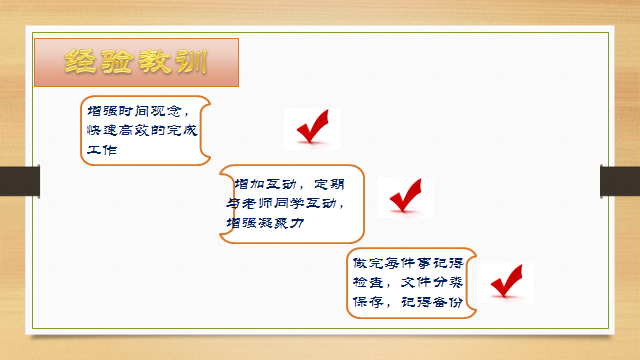 经验教训
增强时间观念，
快速高效的完成
工作
增加互动，定期
与老师同学互动，
增强凝聚力
做完每件事记得
检查，文件分类
保存，记得备份